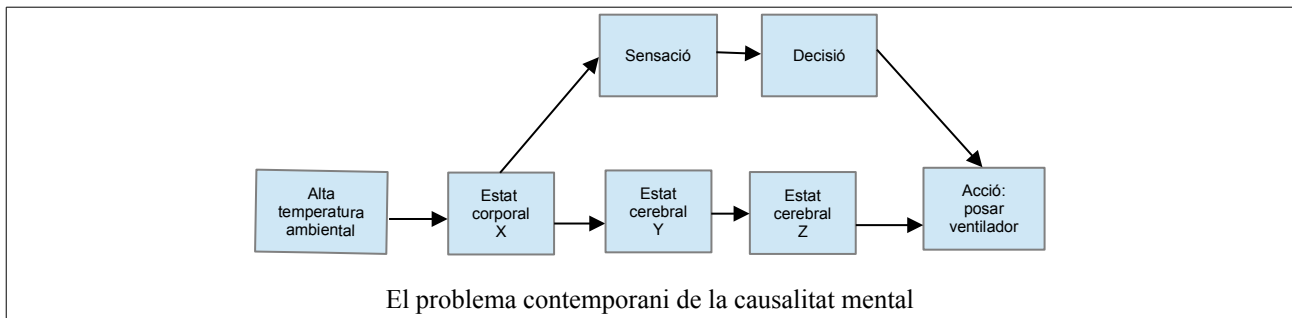 Sensació
Decisió
Alta
temperatura
ambiental
Estat
corporal
X
Estat
cerebral
Y
Estat
cerebral
Z
Acció:
posar
ventilador
El problema contemporani de la causalitat mental